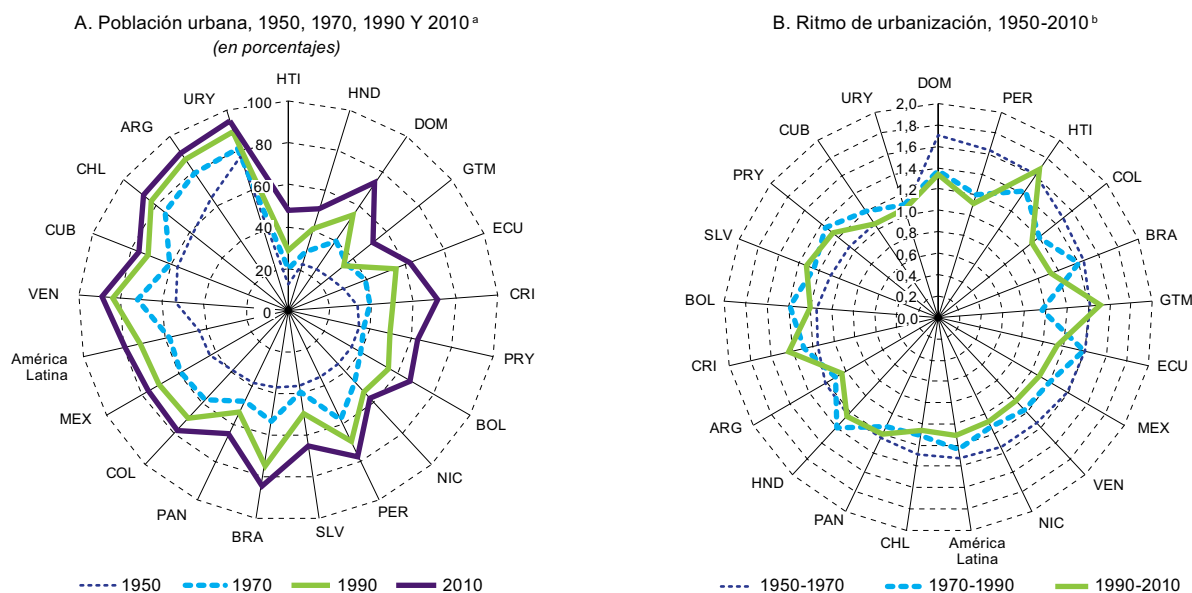 A. Población urbana, 1950, 1970, 1990 Y 2010 a
(en porcentajes)
HTI
HND
DOM
GTM
ECU
CRI
PRY
BOL
NIC
PER
SLV
BRA
PAN
COL
MEX
América
Latina
VEN
CUB
CHL
ARG
URY
100
80
60
40
20
0
1950
1970
1990
2010
B. Ritmo de urbanización, 1950-2010 b
DOM
PER
HTI
COL
BRA
GTM
ECU
MEX
VEN
NIC
América
Latina
CHL
PAN
HND
ARG
CRI
BOL
SLV
PRY
CUB
URY
2,0
1,8
1,6
1,4
1,2
1,0
0,8
0,6
0,4
0,2
0,0
1950-1970
1970-1990
1990-2010